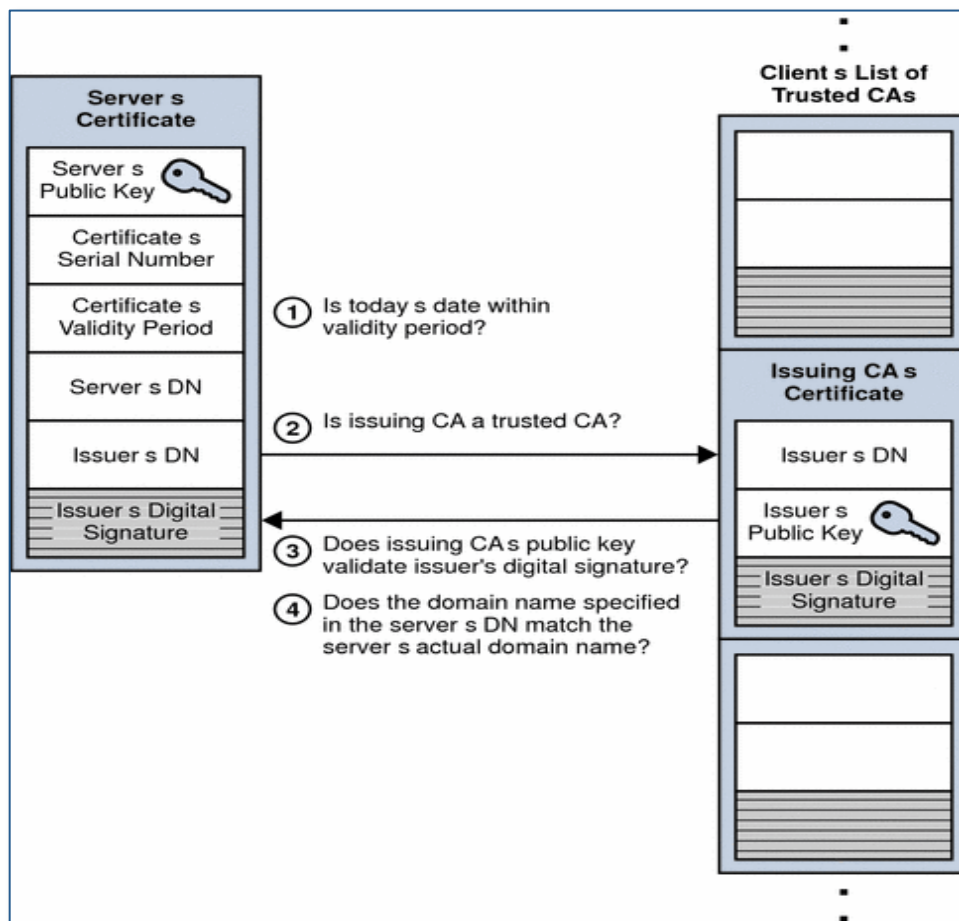 Server s
Certificate
Server s
Public Key
Certificate s
Serial Number
Certificate s
Validity Period
Server s DN
Issuer s DN
Issuer s Digital
Signature
1 Is today s date within
validity period?
2 Is issuing CA a trusted CA?
3 Does issuing CA s public key
validate issuer's digital signature?
4 Does the domain name specified
in the server s DN match the
server s actual domain name?
Client s List of
Trusted CAs
Issuing CA s
Certificate
Issuer s DN
Issuer s
Public Key
Issuer s Digital
Signature